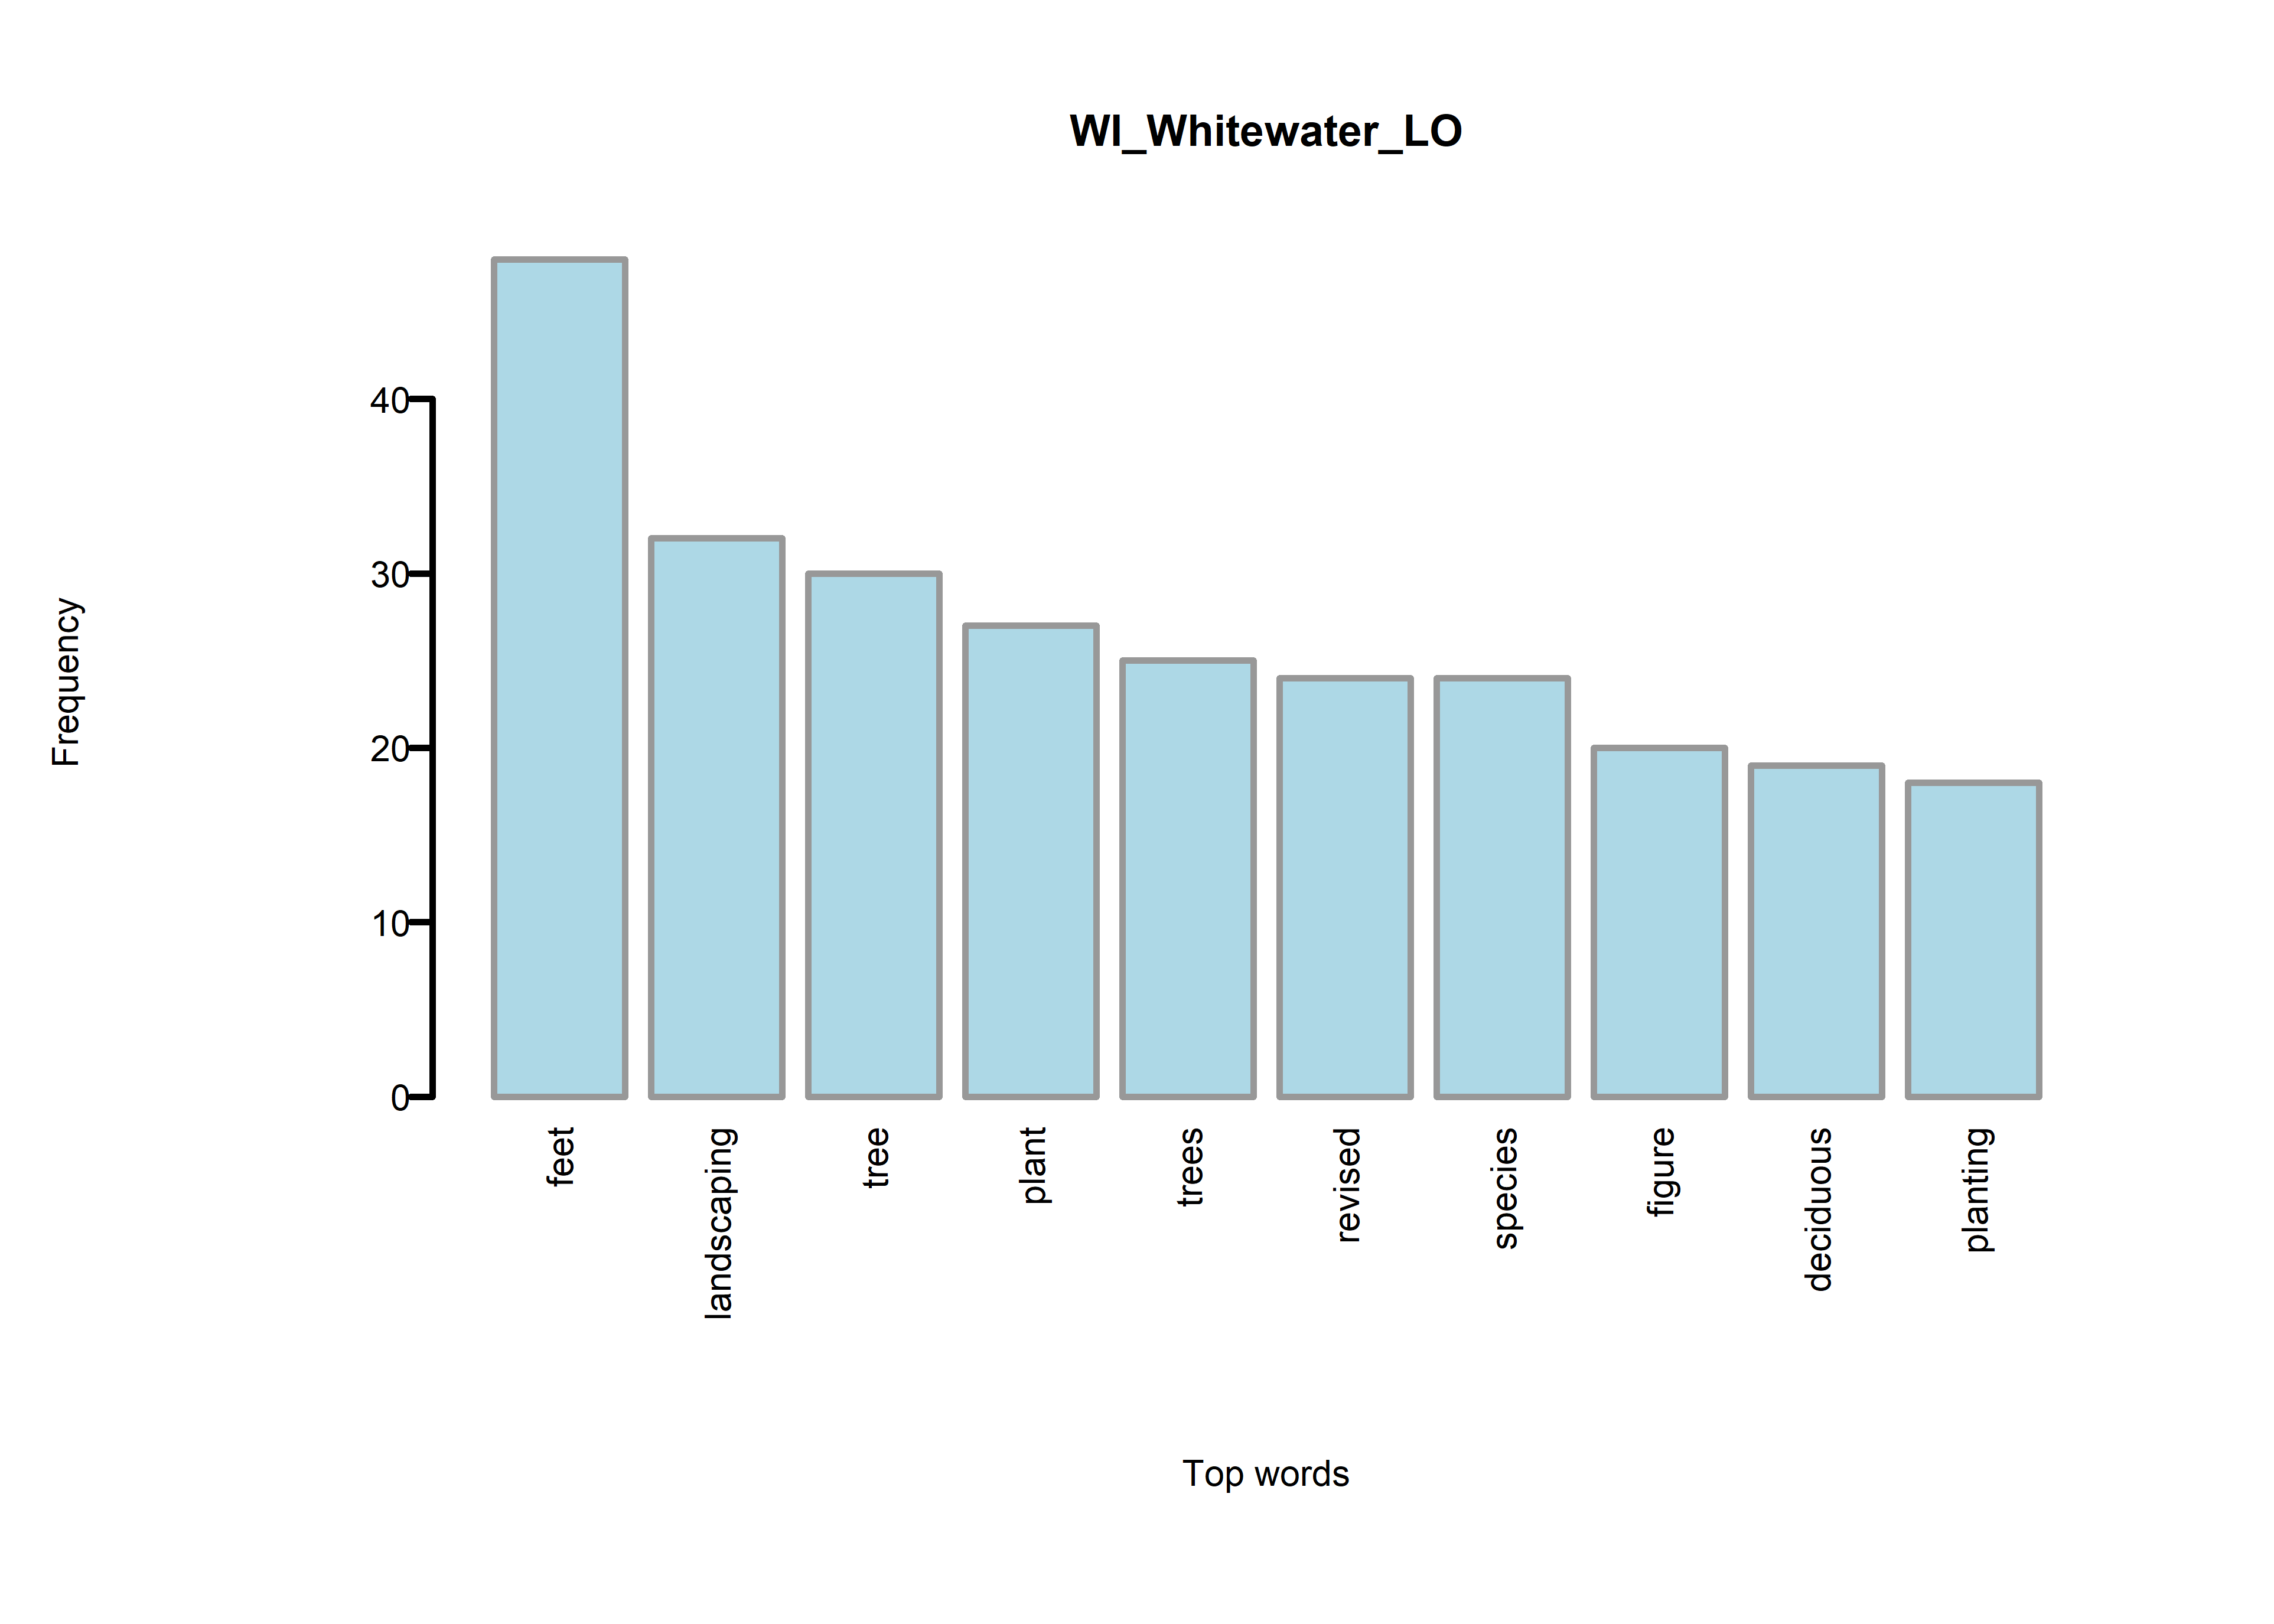 WI_Whitewater_LO
Frequency
40
30
20
10
0
feet
landscaping
tree
plant
trees
revised
species
figure
deciduous
planting
Top words